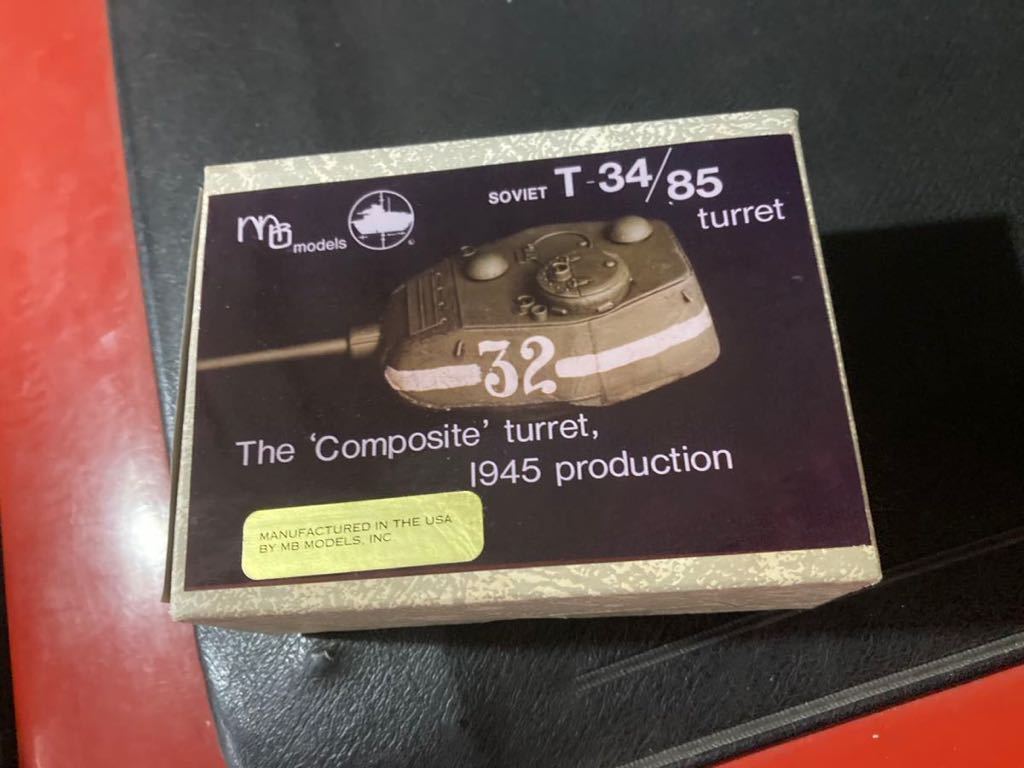 MB models
SOVIET T-34/85
turret
32
The 'Composite' turret,
1945 production
MANUFACTURED IN THE USA
BY MB MODELS, INC